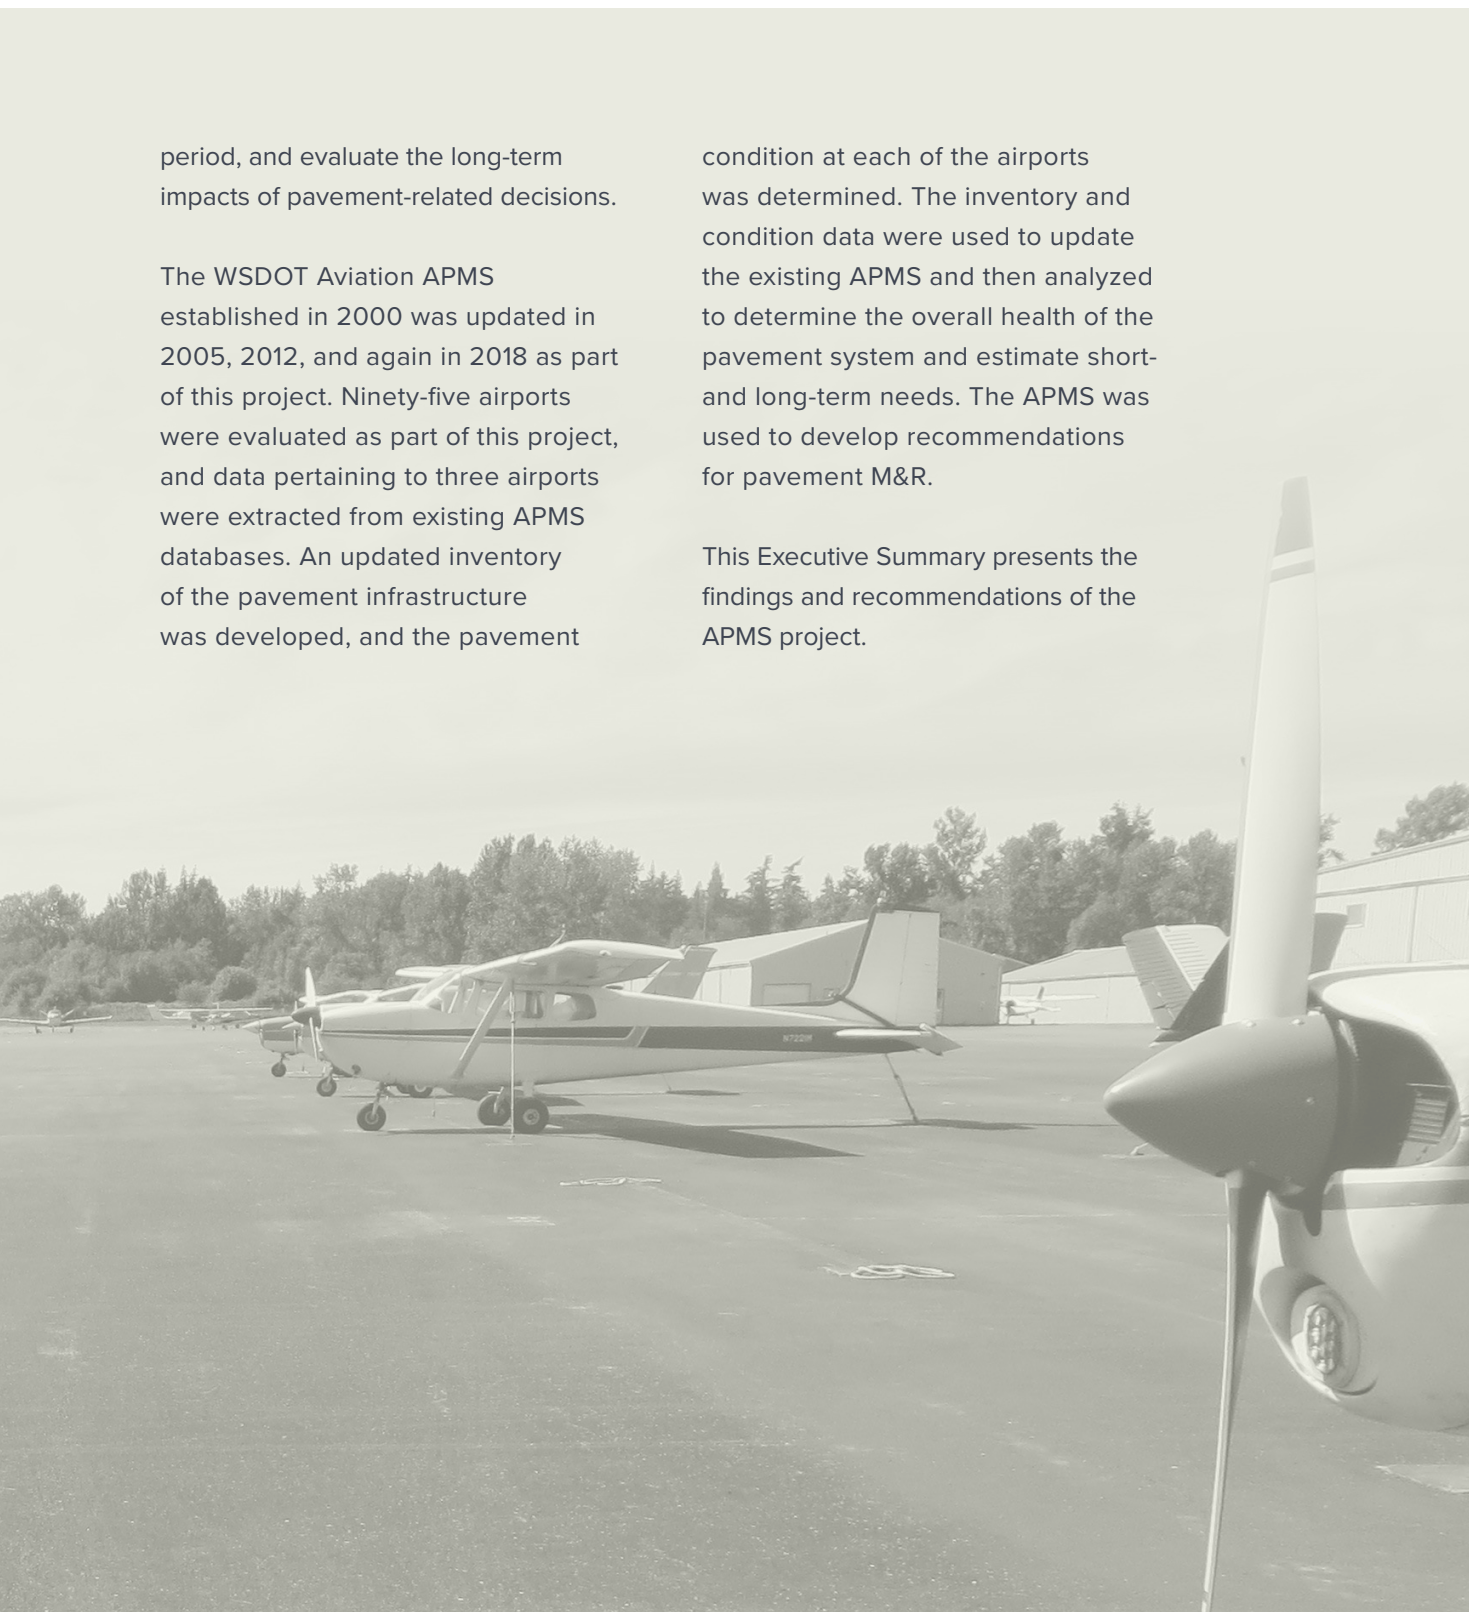 period, and evaluate the long-term
impacts of pavement-related decisions.
The WSDOT Aviation APMS
established in 2000 was updated in
2005, 2012, and again in 2018 as part
of this project. Ninety-five airports
were evaluated as part of this project,
and data pertaining to three airports
were extracted from existing APMS
databases. An updated inventory
of the pavement infrastructure
was developed, and the pavement
condition at each of the airports
was determined. The inventory and
condition data were used to update
the existing APMS and then analyzed
to determine the overall health of the
pavement system and estimate short-
and long-term needs. The APMS was
used to develop recommendations
for pavement M&R.
This Executive Summary presents the
findings and recommendations of the
APMS project.